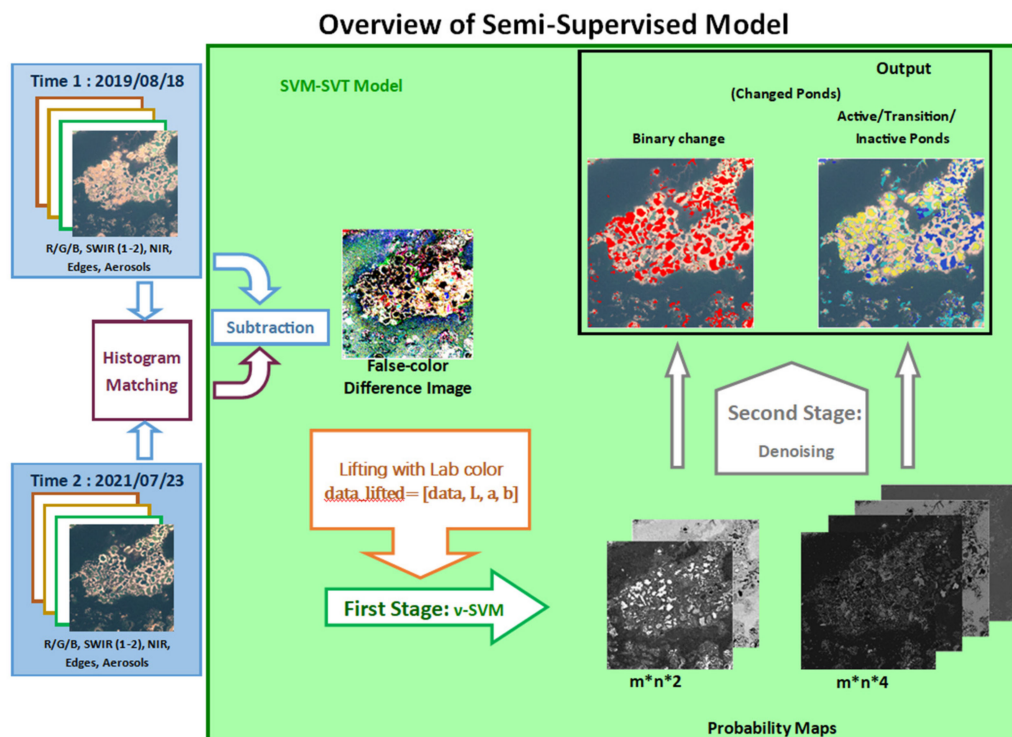 Overview of Semi-Supervised Model
Time 1 : 2019/08/18
R/G/B, SWIR (1-2), NIR,
Edges, Aerosols
Histogram
Matching
Time 2 : 2021/07/23
R/G/B, SWIR (1-2), NIR,
Edges, Aerosols
SVM-SVT Model
Subtraction
False-color
Difference Image
Lifting with Lab color
data_lifted= [data, L, a, b]
First Stage: ν-SVM
Output
(Changed Ponds)
Binary change
Active/Transition/
Inactive Ponds
Second Stage:
Denoising
m*n*2
m*n*4
Probability Maps